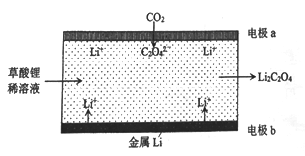 CO₂
电极 a
Li⁺ C₂O₄²⁻ Li⁺
草酸锂
稀溶液
Li₂C₂O₄
Li⁺ Li⁺
电极 b
金属 Li